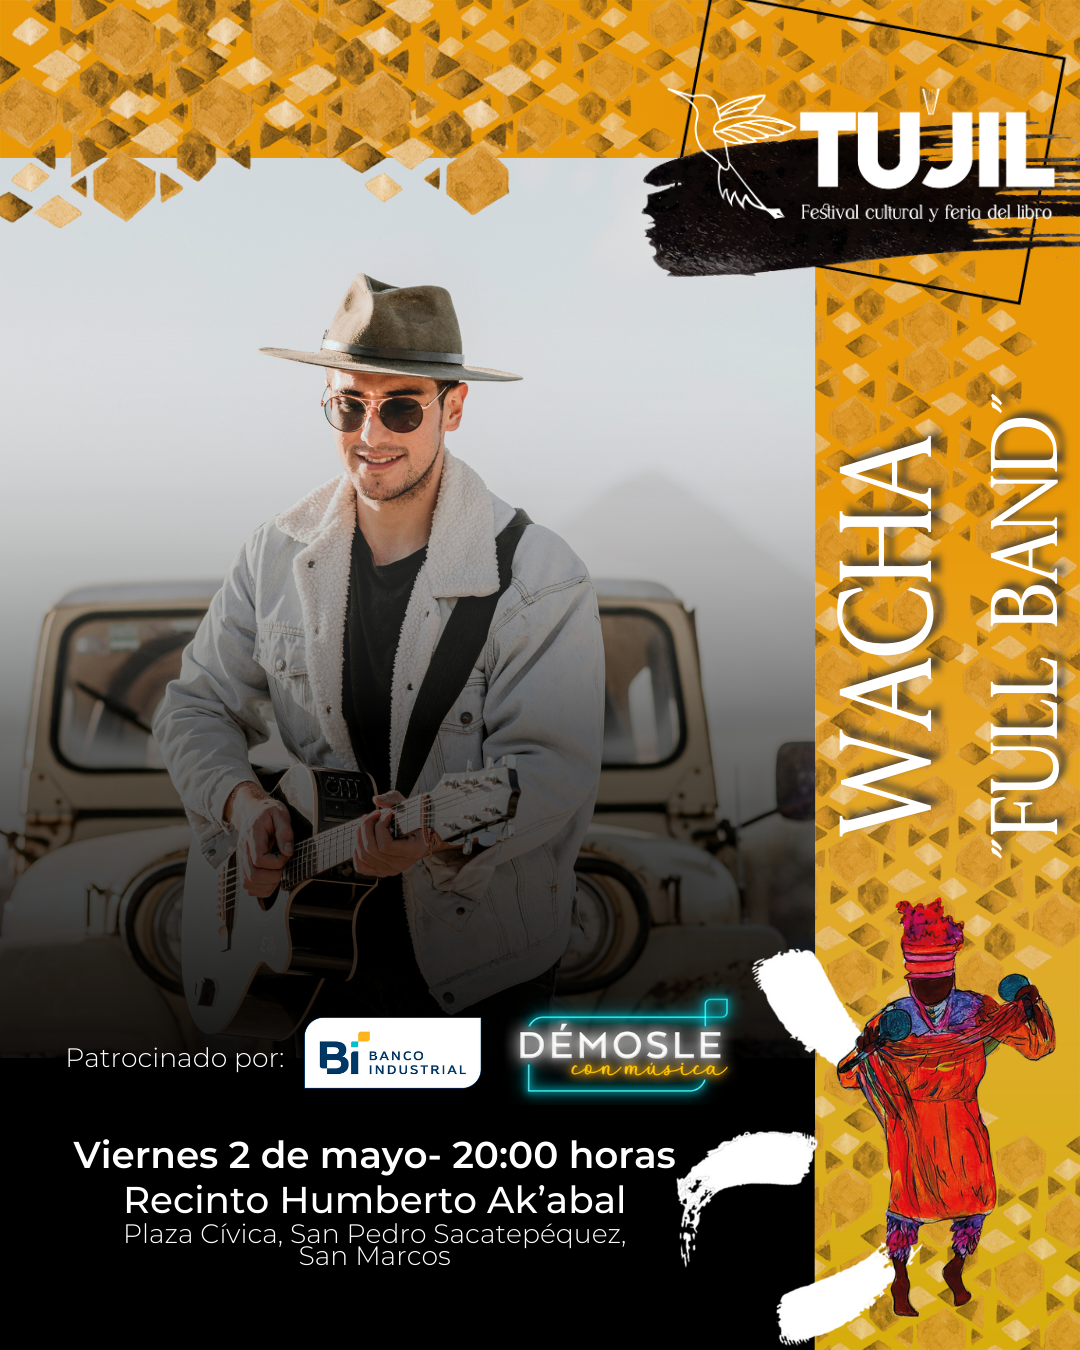 V
TUJIL
Festival cultural y feria del libro
WACHA
"FULL BAND"
Patrocinado por:
Bi BANCO
INDUSTRIAL
DÉMOSLE
con música
Viernes 2 de mayo- 20:00 horas
Recinto Humberto Ak’abal
Plaza Cívica, San Pedro Sacatepéquez,
San Marcos